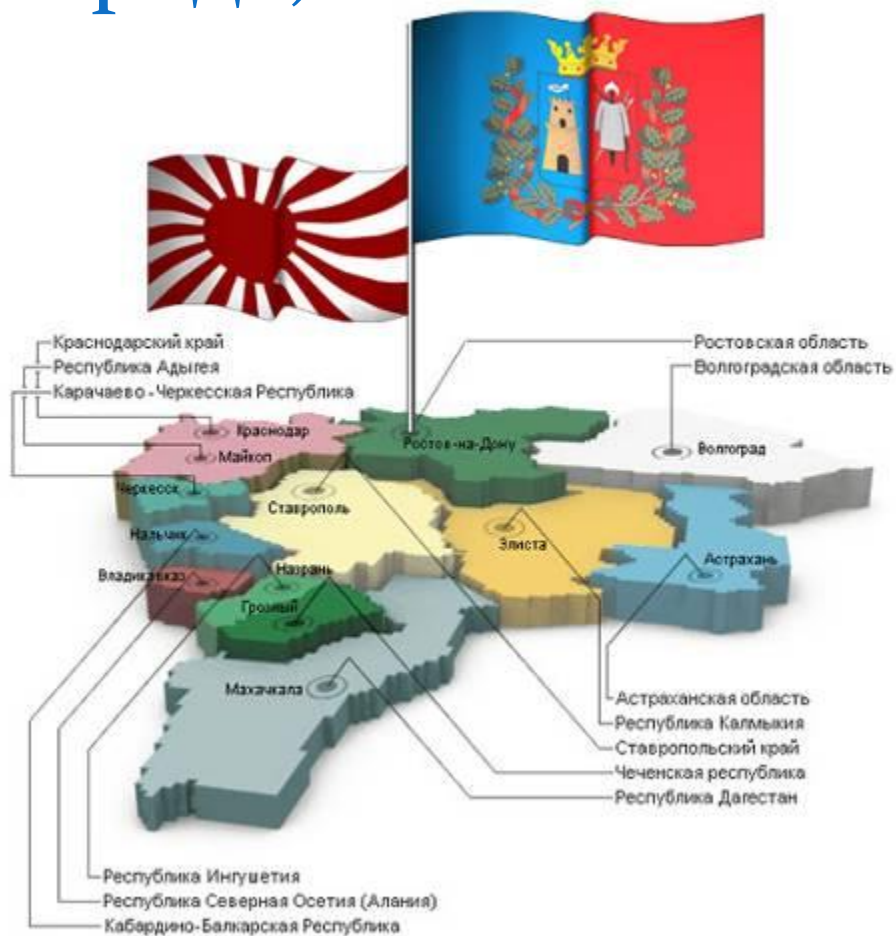 Краснодарский край
Республика Адыгея
Карачаево-Черкесская Республика
Ростовская область
Волгоградская область
Краснодар
Ростов-на-Дону
Волгоград
Майкоп
Черкесск
Ставрополь
Нальчик
Элиста
Астрахань
Назрань
Владикавказ
Грозный
Махачкала
Астраханская область
Республика Калмыкия
Ставропольский край
Чеченская республика
Республика Дагестан
Республика Ингушетия
Республика Северная Осетия (Алания)
Кабардино-Балкарская Республика